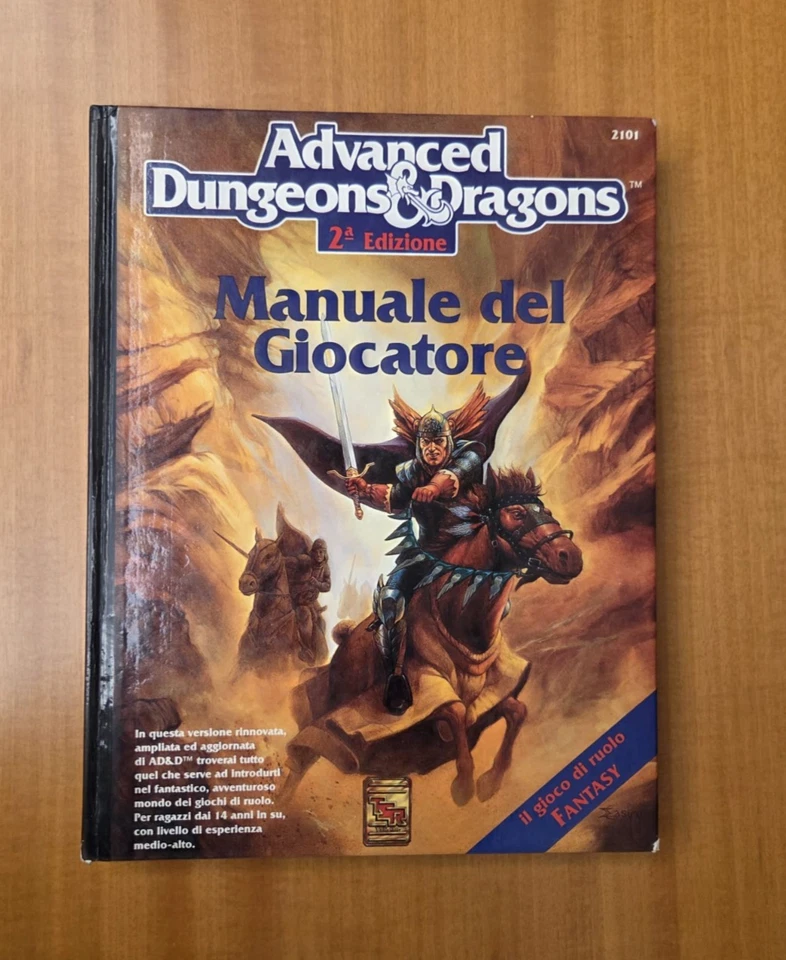 2101
Advanced
Dungeons & Dragons™
2ª Edizione
Manuale del
Giocatore
In questa versione rinnovata,
ampliata ed aggiornata
di AD&D™ troverai tutto
quel che serve ad introdurti
nel fantastico, avventuroso
mondo dei giochi di ruolo.
Per ragazzi dai 14 anni in su,
con livello di esperienza
medio-alto.
TSR
il gioco di ruolo
FANTASY